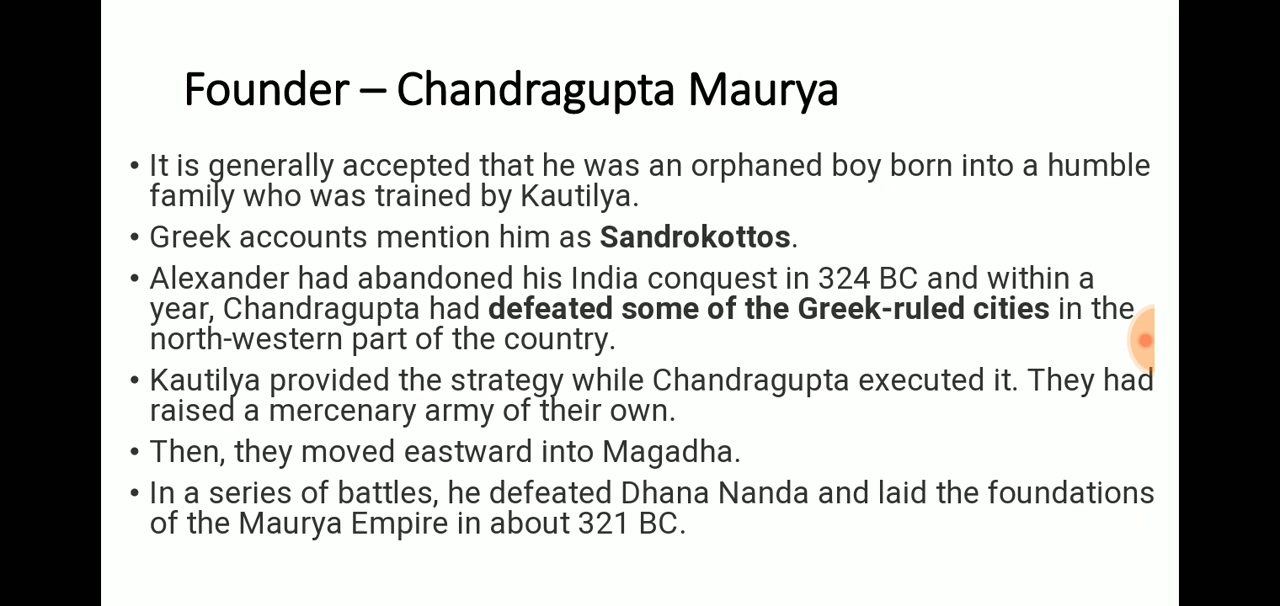 Founder – Chandragupta Maurya
• It is generally accepted that he was an orphaned boy born into a humble
family who was trained by Kautilya.
• Greek accounts mention him as Sandrokottos.
• Alexander had abandoned his India conquest in 324 BC and within a
year, Chandragupta had defeated some of the Greek-ruled cities in the
north-western part of the country.
• Kautilya provided the strategy while Chandragupta executed it. They had
raised a mercenary army of their own.
• Then, they moved eastward into Magadha.
• In a series of battles, he defeated Dhana Nanda and laid the foundations
of the Maurya Empire in about 321 BC.